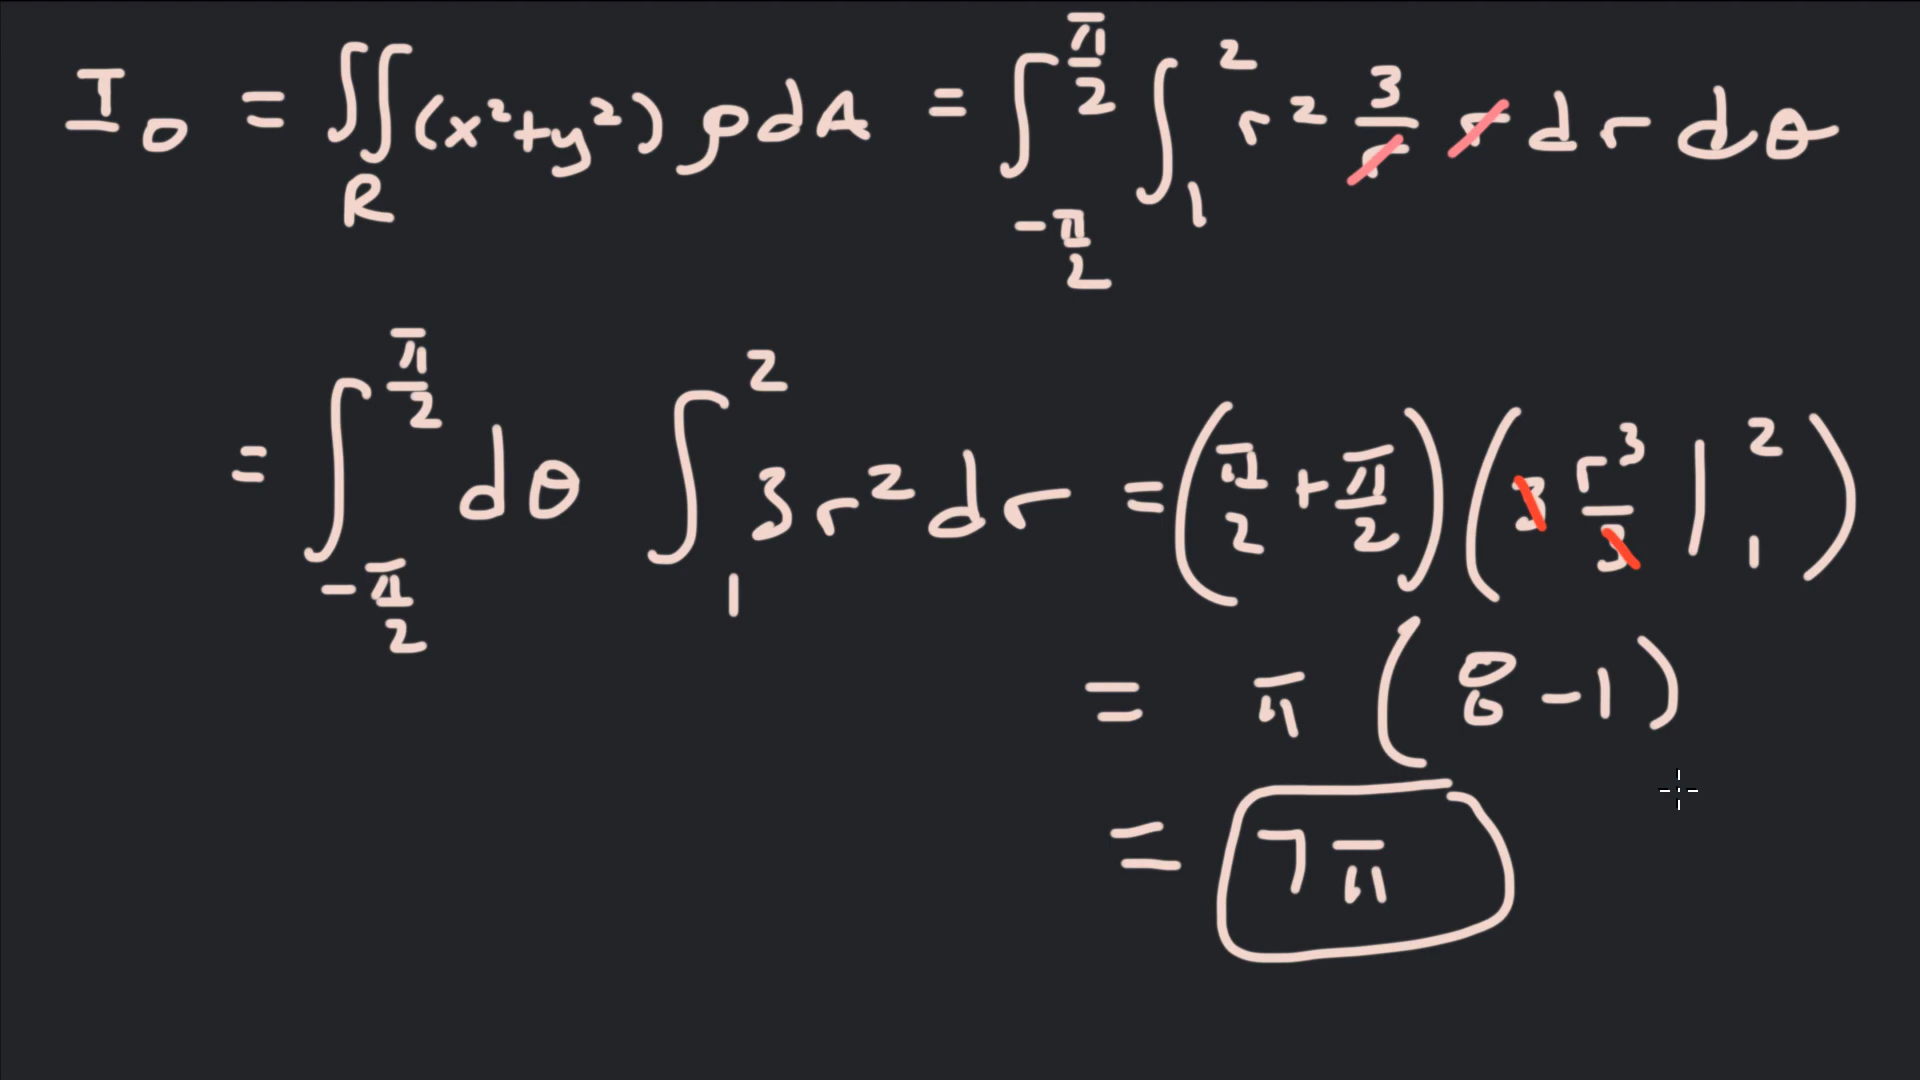 I₀ = ∬_R (x² + y²) ρ dA = ∫_{-π/2}^{π/2} ∫_1^2 r² 3/r r dr dθ
= ∫_{-π/2}^{π/2} dθ ∫_1^2 3r² dr = (π/2 + π/2) (3 r³/3 |_1^2)
= π (8 - 1)
= 7π